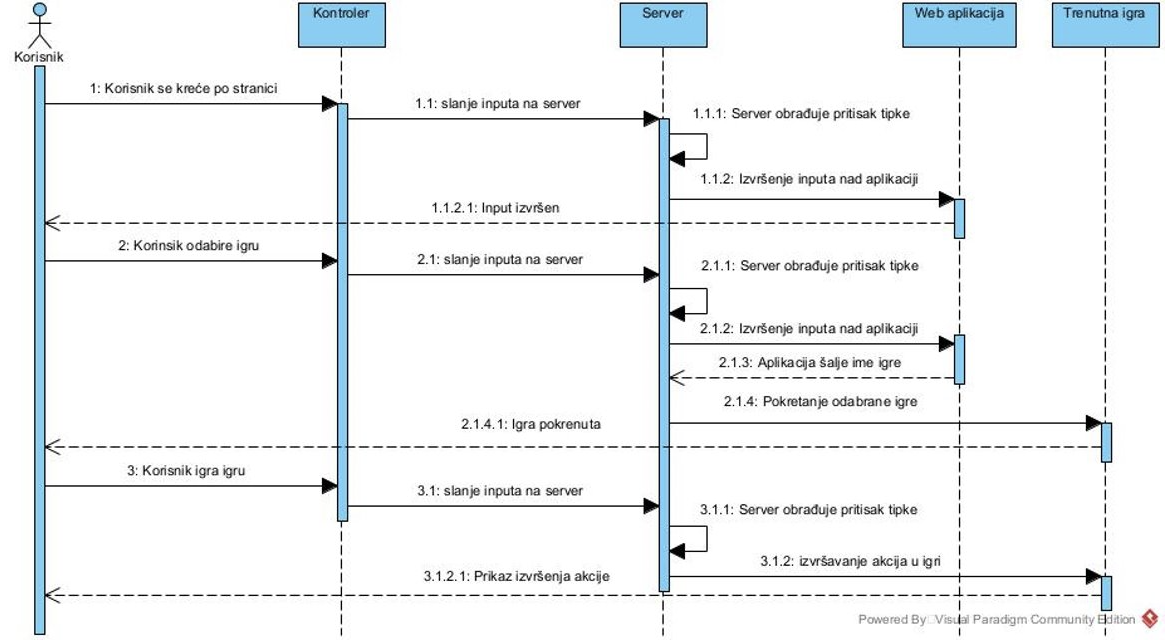 Kontroler
Server
Web aplikacija
Trenutna igra
Korisnik
1: Korisnik se kreće po stranici
1.1: slanje inputa na server
1.1.1: Server obrađuje pritisak tipke
1.1.2: Izvršenje inputa nad aplikaciji
1.1.2.1: Input izvršen
2: Korinsik odabire igru
2.1: slanje inputa na server
2.1.1: Server obrađuje pritisak tipke
2.1.2: Izvršenje inputa nad aplikaciji
2.1.3: Aplikacija šalje ime igre
2.1.4: Pokretanje odabrane igre
2.1.4.1: Igra pokrenuta
3: Korisnik igra igru
3.1: slanje inputa na server
3.1.1: Server obrađuje pritisak tipke
3.1.2: izvršavanje akcija u igri
3.1.2.1: Prikaz izvršenja akcije
Powered By Visual Paradigm Community Edition